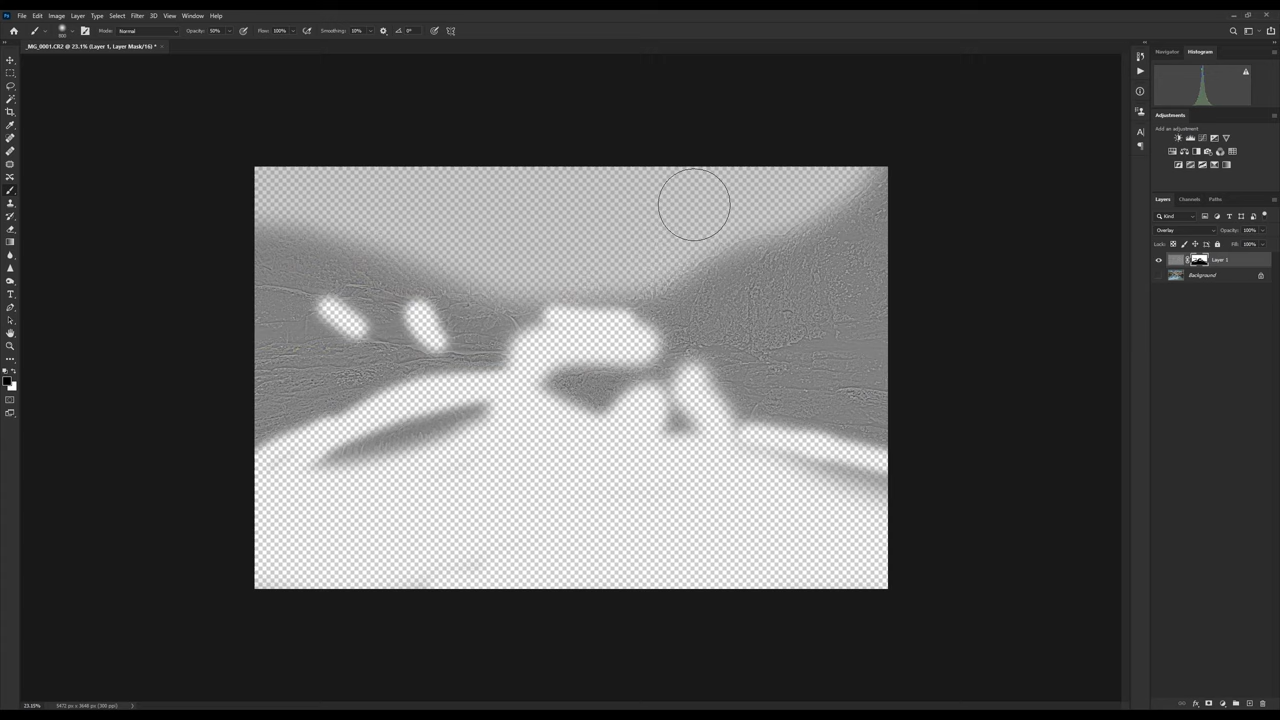 File Edit Image Layer Type Select Filter 3D View Window Help
Mode: Normal Opacity: 50% Flow: 100% Smoothing: 10% 0°
_MG_0001.CR2 @ 23.1% (Layer 1, Layer Mask/16) *
Navigator Histogram
Adjustments
Add an adjustment
Layers Channels Paths
Kind
Overlay Opacity: 100%
Lock: Fill: 100%
Layer 1
Background
23.15% 5472 px x 3648 px (300 ppi)